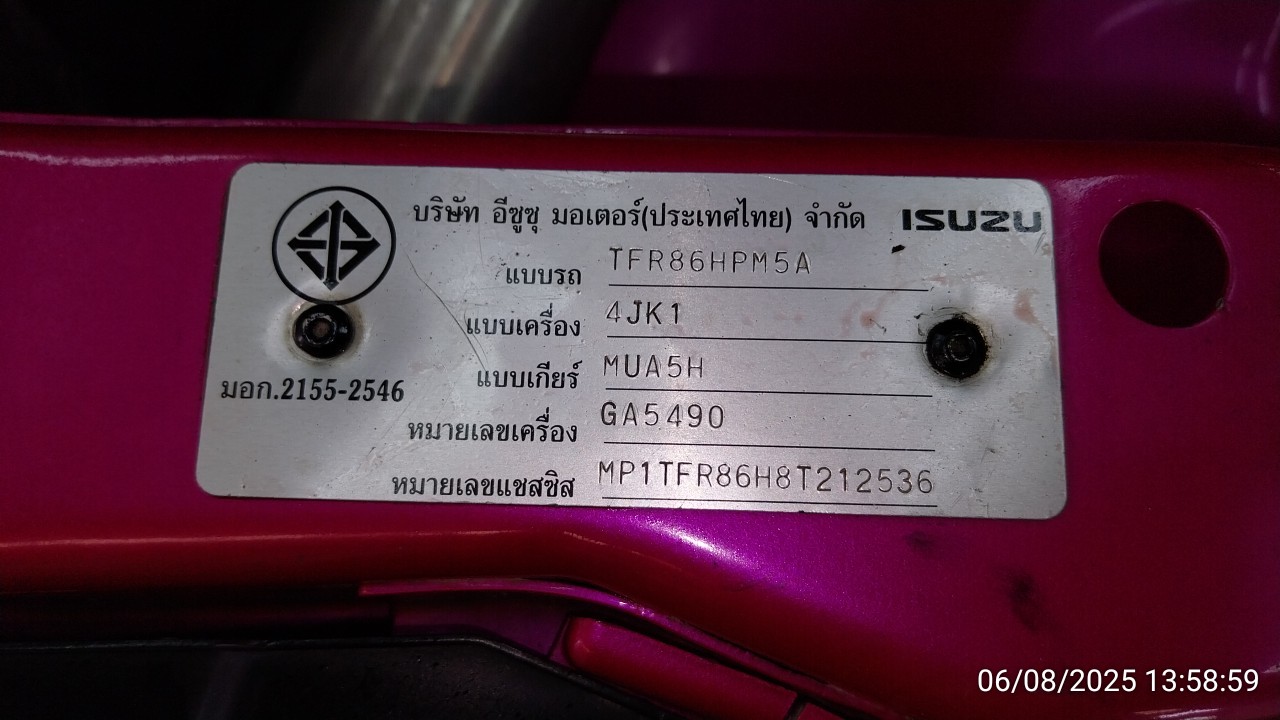 บริษัท อีซูซุ มอเตอร์(ประเทศไทย) จำกัด ISUZU
แบบรถ TFR86HPM5A
แบบเครื่อง 4JK1
แบบเกียร์ MUA5H
มอก.2155-2546
หมายเลขเครื่อง GA5490
หมายเลขแชสซิส MP1TFR86H8T212536
06/08/2025 13:58:59